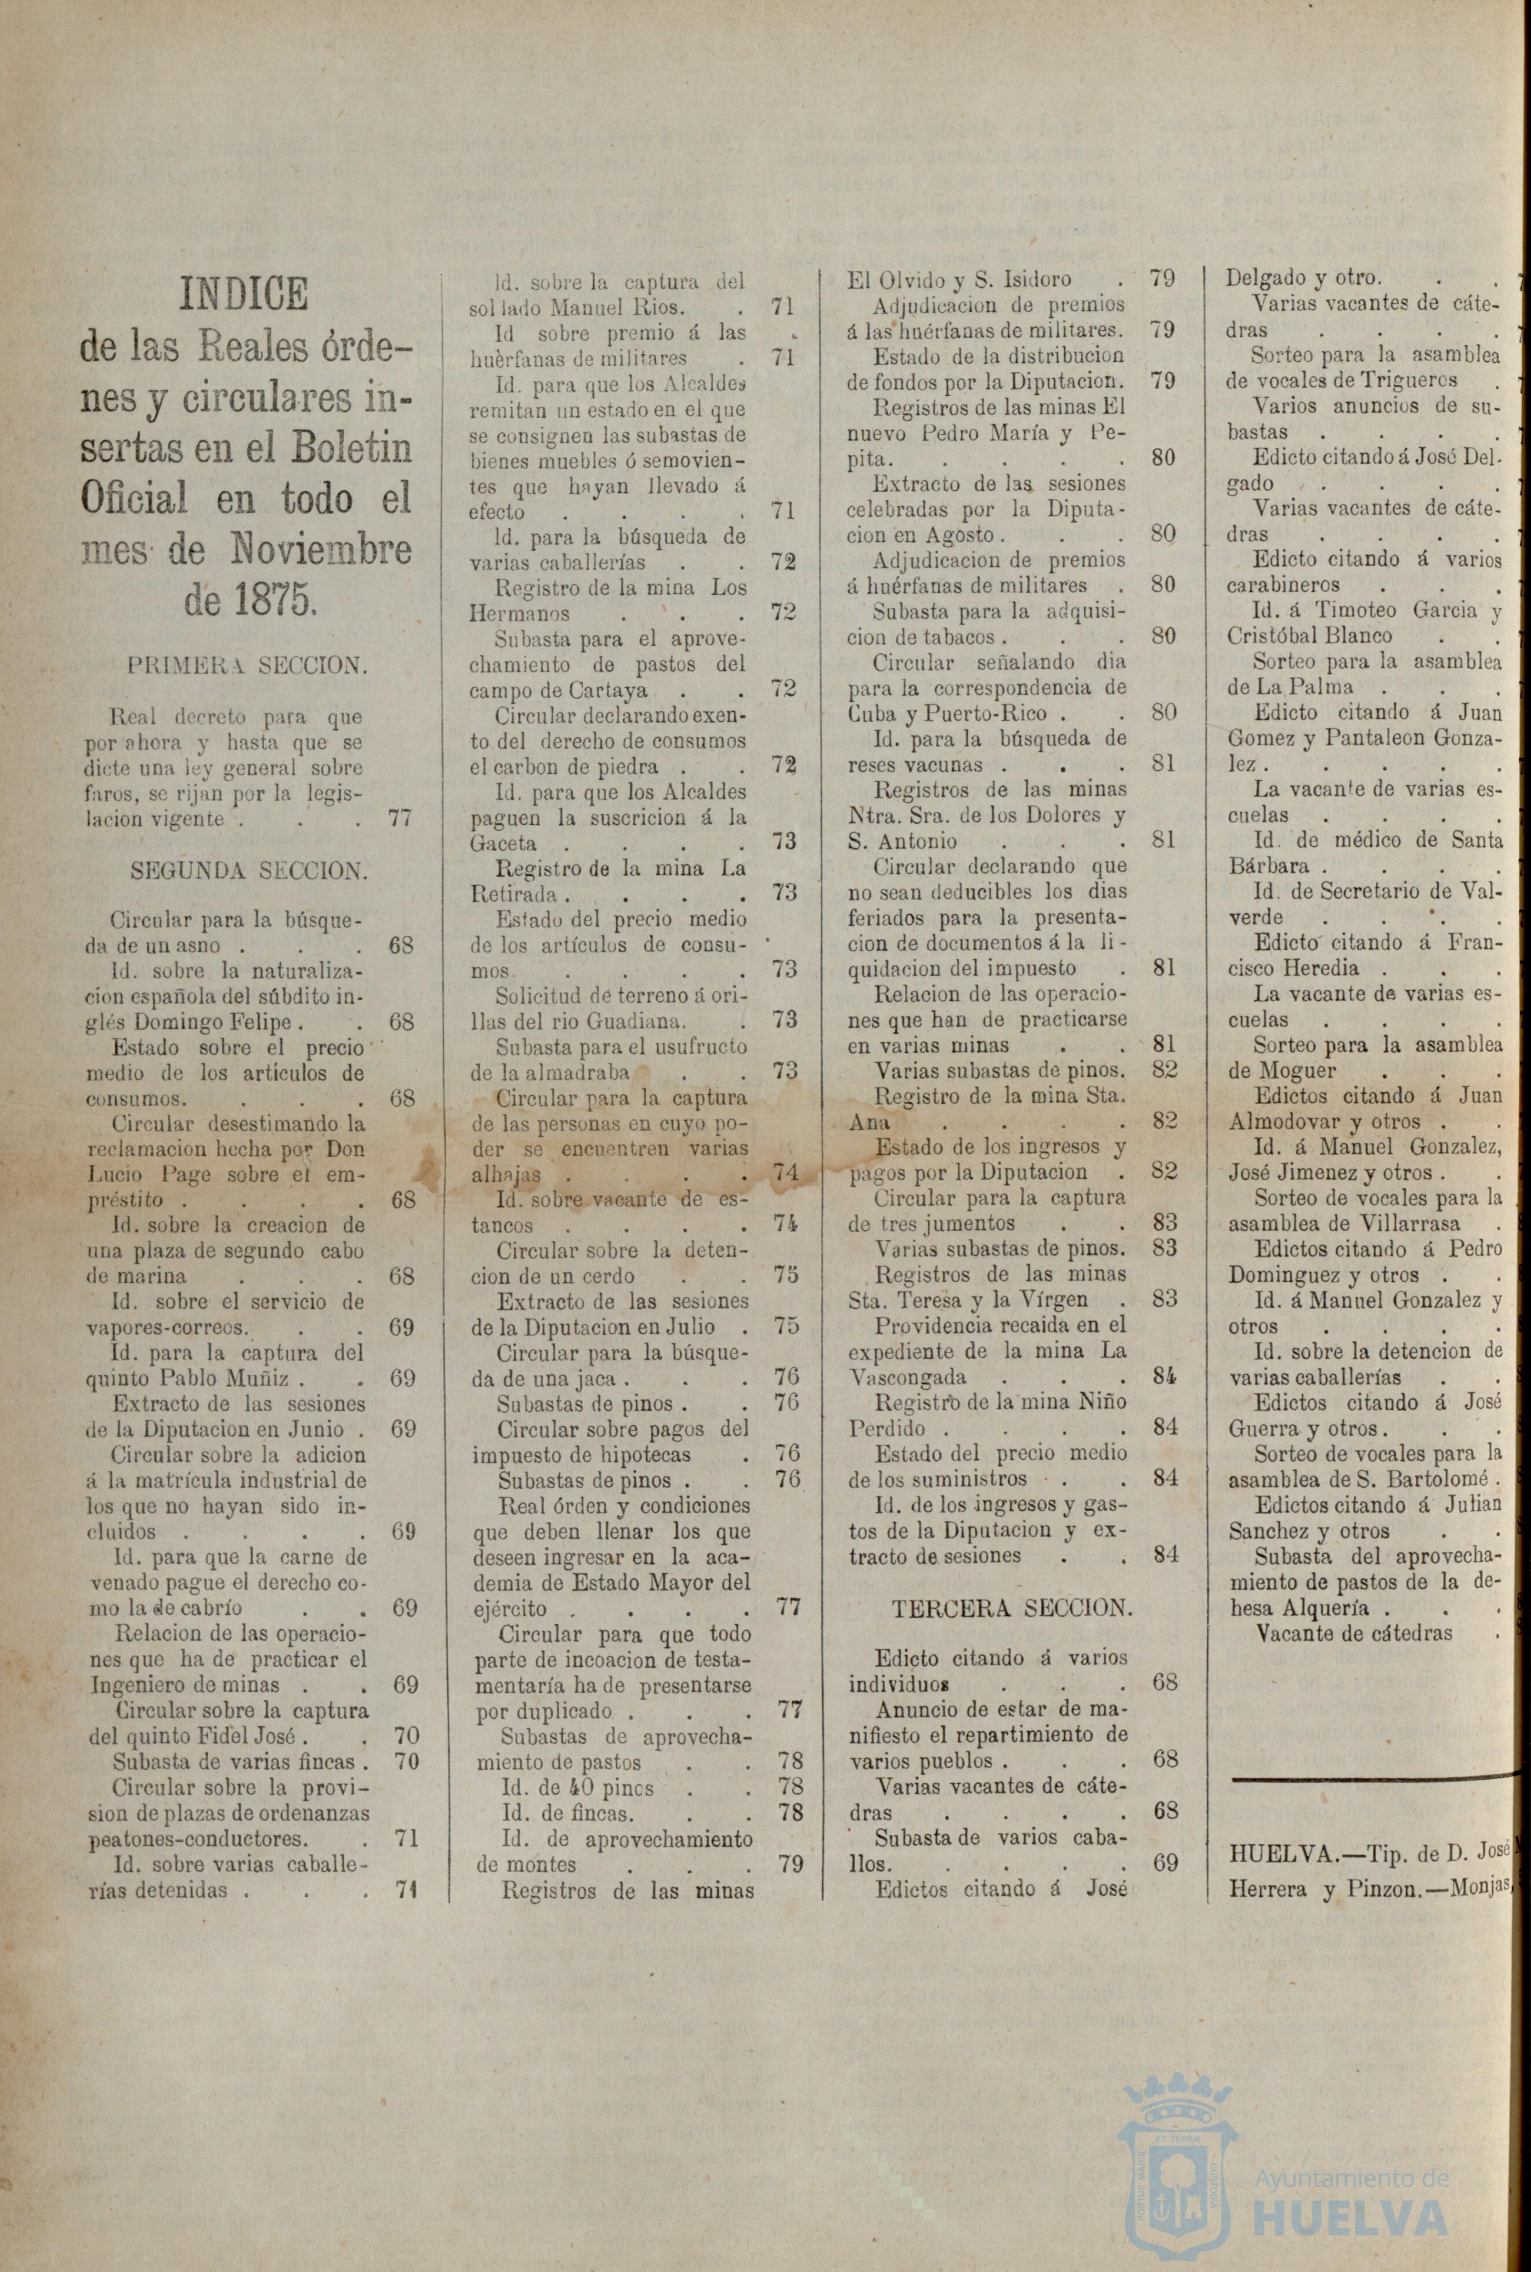 INDICE
de las Reales órde-
nes y circulares in-
sertas en el Boletin
Oficial en todo el
mes de Noviembre
de 1875.
PRIMERA SECCION.
Real decreto para que
por ahora y hasta que se
dicte una ley general sobre
faros, se rijan por la legis-
lacion vigente . . . 77
SEGUNDA SECCION.
Circular para la búsque-
da de un asno . . . 68
Id. sobre la naturaliza-
cion española del súbdito in-
glés Domingo Felipe . . 68
Estado sobre el precio
medio de los artículos de
consumos. . . . 68
Circular desestimando la
reclamacion hecha por Don
Lucio Page sobre el em-
préstito . . . . 68
Id. sobre la creacion de
una plaza de segundo cabo
de marina . . . 68
Id. sobre el servicio de
vapores-correos. . . 69
Id. para la captura del
quinto Pablo Muñiz . . 69
Extracto de las sesiones
de la Diputacion en Junio . 69
Circular sobre la adicion
á la matrícula industrial de
los que no hayan sido in-
cluidos . . . . 69
Id. para que la carne de
venado pague el derecho co-
mo la de cabrío . . 69
Relacion de las operacio-
nes que ha de practicar el
Ingeniero de minas . . 69
Circular sobre la captura
del quinto Fidel José . . 70
Subasta de varias fincas . 70
Circular sobre la provi-
sion de plazas de ordenanzas
peatones-conductores. . 71
Id. sobre varias caballe-
rías detenidas . . . 71
Id. sobre la captura del
sollado Manuel Rios. . 71
Id sobre premio á las
huèrfanas de militares . 71
Id. para que los Alcaldes
remitan un estado en el que
se consignen las subastas de
bienes muebles ó semovien-
tes que hayan llevado á
efecto . . . . 71
Id. para la búsqueda de
varias caballerías . . 72
Registro de la mina Los
Hermanos . . . 72
Subasta para el aprove-
chamiento de pastos del
campo de Cartaya . . 72
Circular declarando exen-
to del derecho de consumos
el carbon de piedra . . 72
Id. para que los Alcaldes
paguen la suscricion á la
Gaceta . . . . 73
Registro de la mina La
Retirada . . . . 73
Estado del precio medio
de los artículos de consu-
mos. . . . . 73
Solicitud de terreno á ori-
llas del rio Guadiana. . 73
Subasta para el usufructo
de la almadraba . . 73
Circular para la captura
de las personas en cuyo po-
der se encuentren varias
alhajas . . . . 74
Id. sobre vacante de es-
tancos . . . . 74
Circular sobre la deten-
cion de un cerdo . . 75
Extracto de las sesiones
de la Diputacion en Julio . 75
Circular para la búsque-
da de una jaca . . . 76
Subastas de pinos . . 76
Circular sobre pagos del
impuesto de hipotecas . 76
Subastas de pinos . . 76
Real órden y condiciones
que deben llenar los que
deseen ingresar en la aca-
demia de Estado Mayor del
ejército . . . . 77
Circular para que todo
parte de incoacion de testa-
mentaría ha de presentarse
por duplicado . . . 77
Subastas de aprovecha-
miento de pastos . . 78
Id. de 40 pinos . . 78
Id. de fincas. . . 78
Id. de aprovechamiento
de montes . . . 79
Registros de las minas
El Olvido y S. Isidoro . 79
Adjudicacion de premios
á las huérfanas de militares. 79
Estado de la distribucion
de fondos por la Diputacion. 79
Registros de las minas El
nuevo Pedro María y Pe-
pita. . . . . 80
Extracto de las sesiones
celebradas por la Diputa-
cion en Agosto . . . 80
Adjudicacion de premios
á huérfanas de militares . 80
Subasta para la adquisi-
cion de tabacos . . . 80
Circular señalando dia
para la correspondencia de
Cuba y Puerto-Rico . . 80
Id. para la búsqueda de
reses vacunas . . . 81
Registros de las minas
Ntra. Sra. de los Dolores y
S. Antonio . . . 81
Circular declarando que
no sean deducibles los dias
feriados para la presenta-
cion de documentos á la li-
quidacion del impuesto . 81
Relacion de las operacio-
nes que han de practicarse
en varias minas . . 81
Varias subastas de pinos. 82
Registro de la mina Sta.
Ana . . . . 82
Estado de los ingresos y
pagos por la Diputacion . 82
Circular para la captura
de tres jumentos . . 83
Varias subastas de pinos. 83
Registros de las minas
Sta. Teresa y la Vírgen . 83
Providencia recaida en el
expediente de la mina La
Vascongada . . . 84
Registro de la mina Niño
Perdido . . . . 84
Estado del precio medio
de los suministros . . 84
Id. de los ingresos y gas-
tos de la Diputacion y ex-
tracto de sesiones . . 84
TERCERA SECCION.
Edicto citando á varios
individuos . . . 68
Anuncio de estar de ma-
nifiesto el repartimiento de
varios pueblos . . . 68
Varias vacantes de cáte-
dras . . . . 68
Subasta de varios caba-
llos. . . . . 69
Edictos citando á José
Delgado y otro. . .
Varias vacantes de cáte-
dras . . . .
Sorteo para la asamblea
de vocales de Trigueros .
Varios anuncios de su-
bastas . . . .
Edicto citando á José Del-
gado . . . .
Varias vacantes de cáte-
dras . . . .
Edicto citando á varios
carabineros . . .
Id. á Timoteo Garcia y
Cristóbal Blanco . .
Sorteo para la asamblea
de La Palma . . .
Edicto citando á Juan
Gomez y Pantaleon Gonza-
lez . . . . .
La vacante de varias es-
cuelas . . . .
Id. de médico de Santa
Bárbara . . . .
Id. de Secretario de Val-
verde . . . .
Edicto citando á Fran-
cisco Heredia . . .
La vacante de varias es-
cuelas . . . .
Sorteo para la asamblea
de Moguer . . .
Edictos citando á Juan
Almodovar y otros . .
Id. á Manuel Gonzalez,
José Jimenez y otros . .
Sorteo de vocales para la
asamblea de Villarrasa .
Edictos citando á Pedro
Dominguez y otros . .
Id. á Manuel Gonzalez y
otros . . . .
Id. sobre la detencion de
varias caballerías . .
Edictos citando á José
Guerra y otros . . .
Sorteo de vocales para la
asamblea de S. Bartolomé .
Edictos citando á Julian
Sanchez y otros . .
Subasta del aprovecha-
miento de pastos de la de-
hesa Alquería . . .
Vacante de cátedras .
HUELVA.—Tip. de D. José
Herrera y Pinzon.—Monjas,
ET TERRÆ
PORTUS MARIS
CUSTODIA
Ayuntamiento de
HUELVA